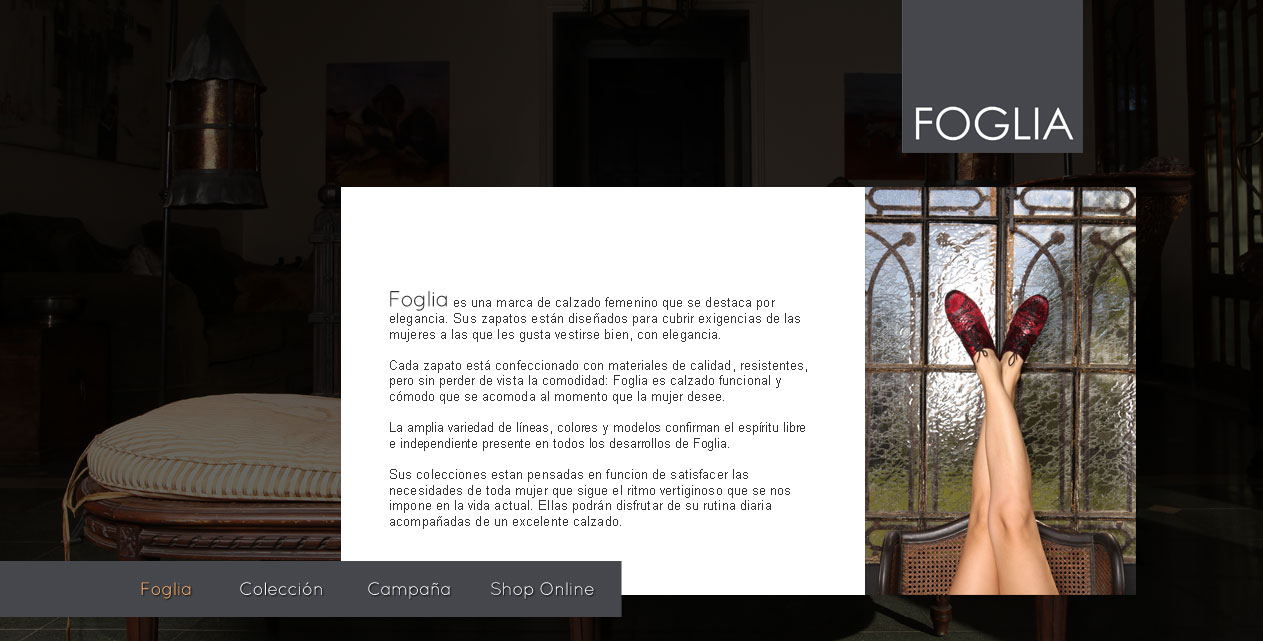 FOGLIA
Foglia es una marca de calzado femenino que se destaca por
elegancia. Sus zapatos están diseñados para cubrir exigencias de las
mujeres a las que les gusta vestirse bien, con elegancia.
Cada zapato está confeccionado con materiales de calidad, resistentes,
pero sin perder de vista la comodidad: Foglia es calzado funcional y
cómodo que se acomoda al momento que la mujer desee.
La amplia variedad de líneas, colores y modelos confirman el espíritu libre
e independiente presente en todos los desarrollos de Foglia.
Sus colecciones estan pensadas en funcion de satisfacer las
necesidades de toda mujer que sigue el ritmo vertiginoso que se nos
impone en la vida actual. Ellas podrán disfrutar de su rutina diaria
acompañadas de un excelente calzado.
Foglia Colección Campaña Shop Online